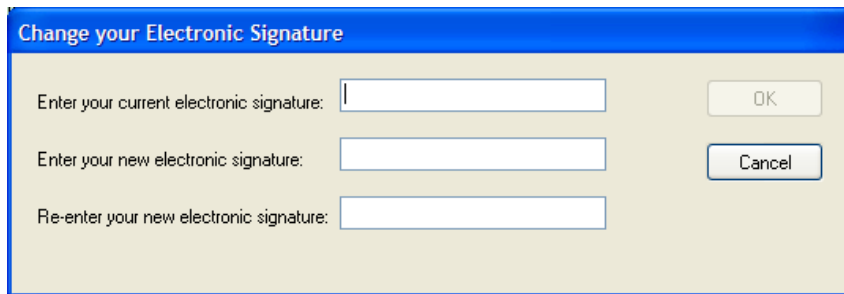 Change your Electronic Signature
Enter your current electronic signature:
OK
Enter your new electronic signature:
Cancel
Re-enter your new electronic signature: